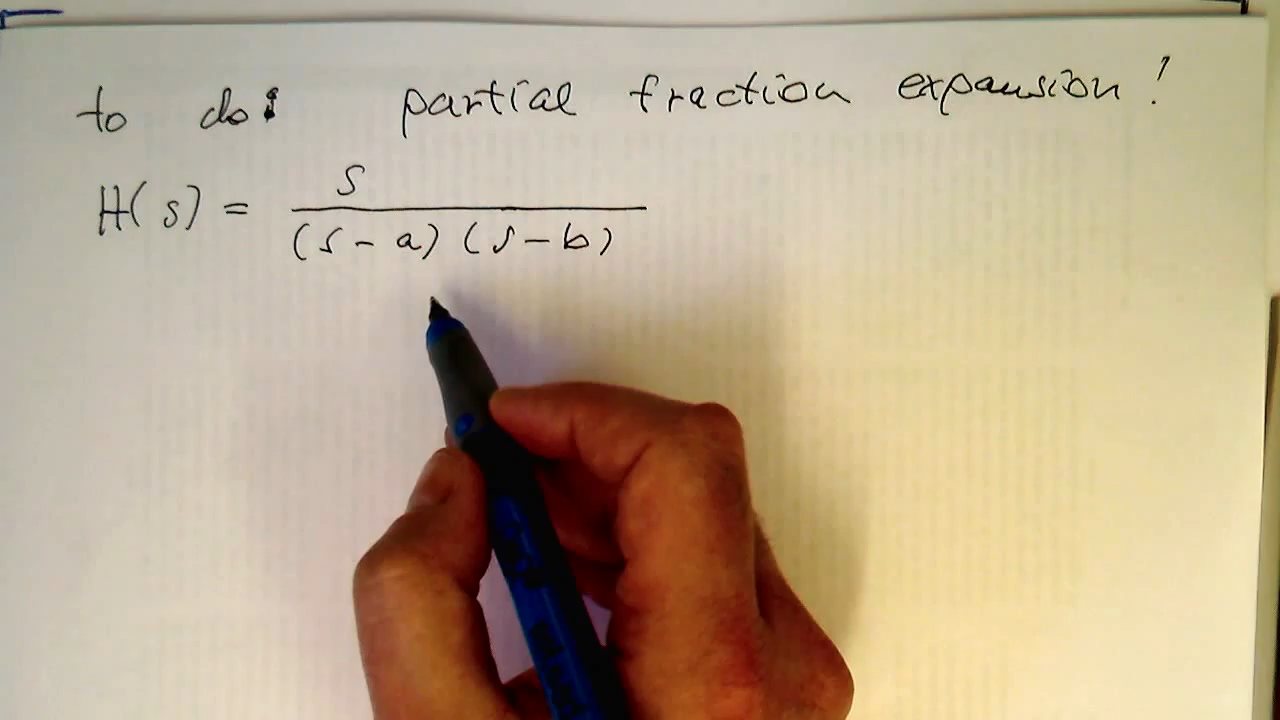 to do: partial fraction expansion!
H(s) = s
(s - a) (s - b)